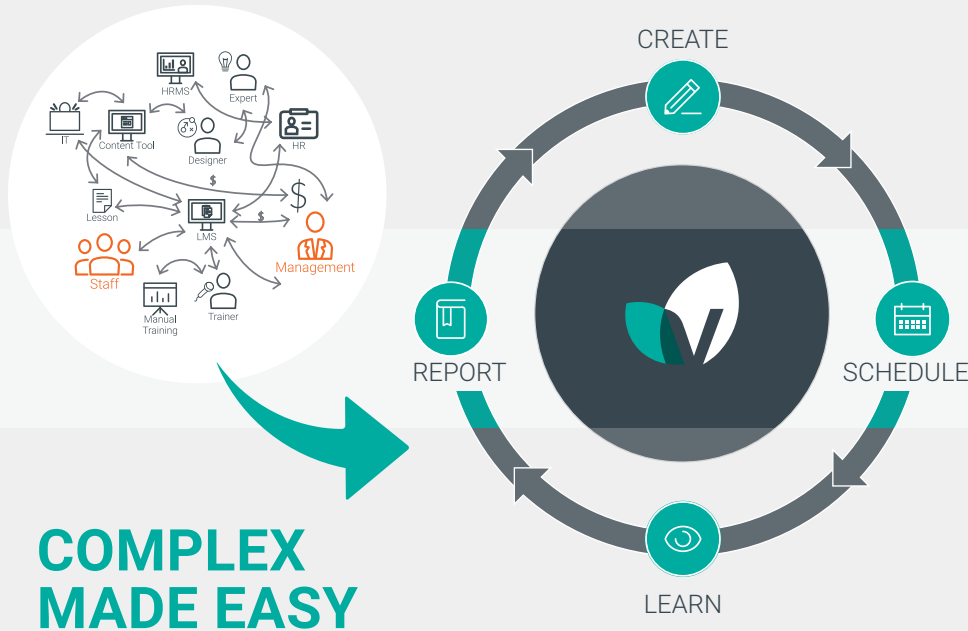 CREATE
HRMS
Expert
IT
Content Tool
HR
Designer
$
$
Lesson
$
LMS
Staff
Management
Manual
Training
Trainer
REPORT
SCHEDULE
COMPLEX
MADE EASY
LEARN